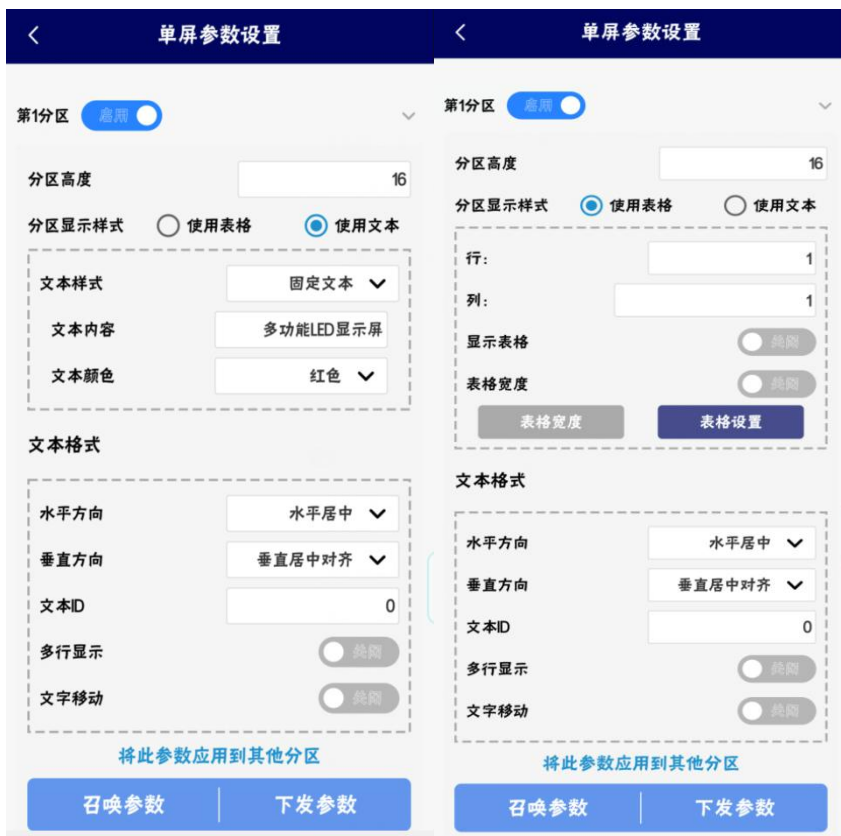 单屏参数设置
第1分区 启用
分区高度 16
分区显示样式 使用表格 使用文本
文本样式 固定文本
文本内容 多功能LED显示屏
文本颜色 红色
文本格式
水平方向 水平居中
垂直方向 垂直居中对齐
文本ID 0
多行显示 关闭
文字移动 关闭
将此参数应用到其他分区
召唤参数 下发参数
单屏参数设置
第1分区 启用
分区高度 16
分区显示样式 使用表格 使用文本
行: 1
列: 1
显示表格 关闭
表格宽度 关闭
表格宽度 表格设置
文本格式
水平方向 水平居中
垂直方向 垂直居中对齐
文本ID 0
多行显示 关闭
文字移动 关闭
将此参数应用到其他分区
召唤参数 下发参数